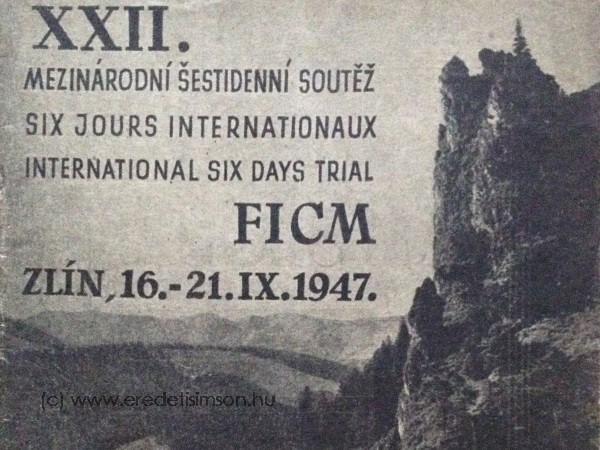 XXII.
MEZINÁRODNÍ ŠESTIDENNÍ SOUTĚŽ
SIX JOURS INTERNATIONAUX
INTERNATIONAL SIX DAYS TRIAL
FICM
ZLÍN, 16.-21.IX.1947.
(c) www.eredetisimson.hu